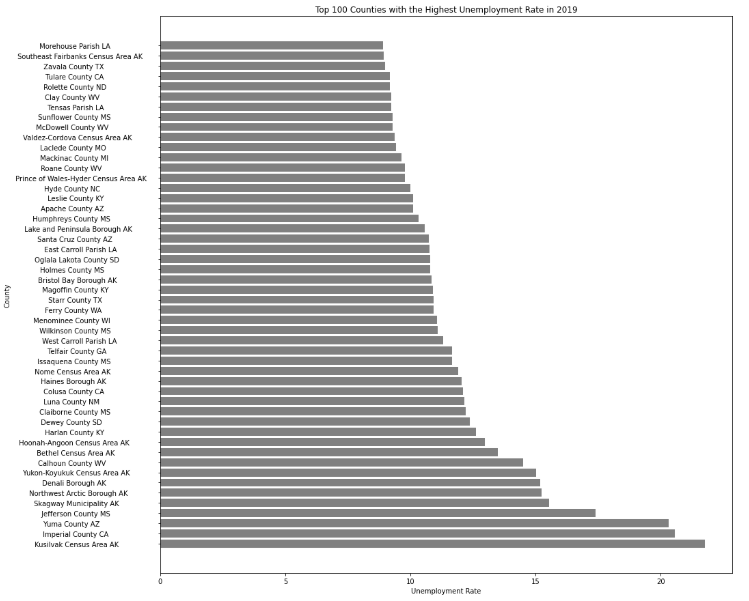 Top 100 Counties with the Highest Unemployment Rate in 2019
Morehouse Parish LA
Southeast Fairbanks Census Area AK
Zavala County TX
Tulare County CA
Rolette County ND
Clay County WV
Tensas Parish LA
Sunflower County MS
McDowell County WV
Valdez-Cordova Census Area AK
Laclede County MO
Mackinac County MI
Roane County WV
Prince of Wales-Hyder Census Area AK
Hyde County NC
Leslie County KY
Apache County AZ
Humphreys County MS
Lake and Peninsula Borough AK
Santa Cruz County AZ
East Carroll Parish LA
Oglala Lakota County SD
Holmes County MS
Bristol Bay Borough AK
Magoffin County KY
Starr County TX
Ferry County WA
Menominee County WI
Wilkinson County MS
West Carroll Parish LA
Telfair County GA
Issaquena County MS
Nome Census Area AK
Haines Borough AK
Colusa County CA
Luna County NM
Claiborne County MS
Dewey County SD
Harlan County KY
Hoonah-Angoon Census Area AK
Bethel Census Area AK
Calhoun County WV
Yukon-Koyukuk Census Area AK
Denali Borough AK
Northwest Arctic Borough AK
Skagway Municipality AK
Jefferson County MS
Yuma County AZ
Imperial County CA
Kusilvak Census Area AK
County
0 5 10 15 20
Unemployment Rate